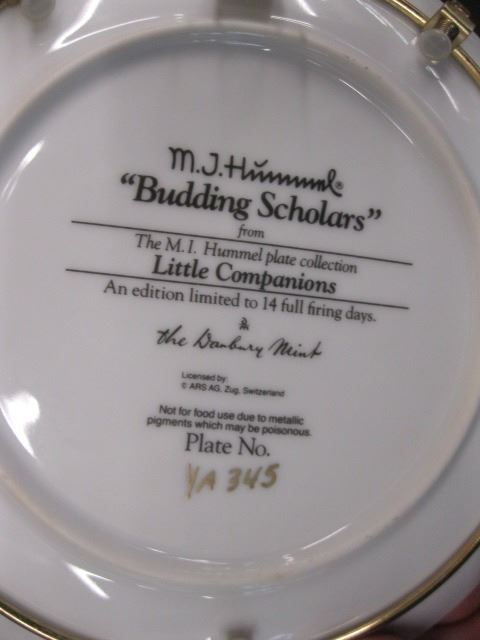 M.J.Hummel®
“Budding Scholars”
from
The M.I. Hummel plate collection
Little Companions
An edition limited to 14 full firing days.
the Danbury Mint
Licensed by:
© ARS AG, Zug, Switzerland
Not for food use due to metallic
pigments which may be poisonous.
Plate No.
YA 345